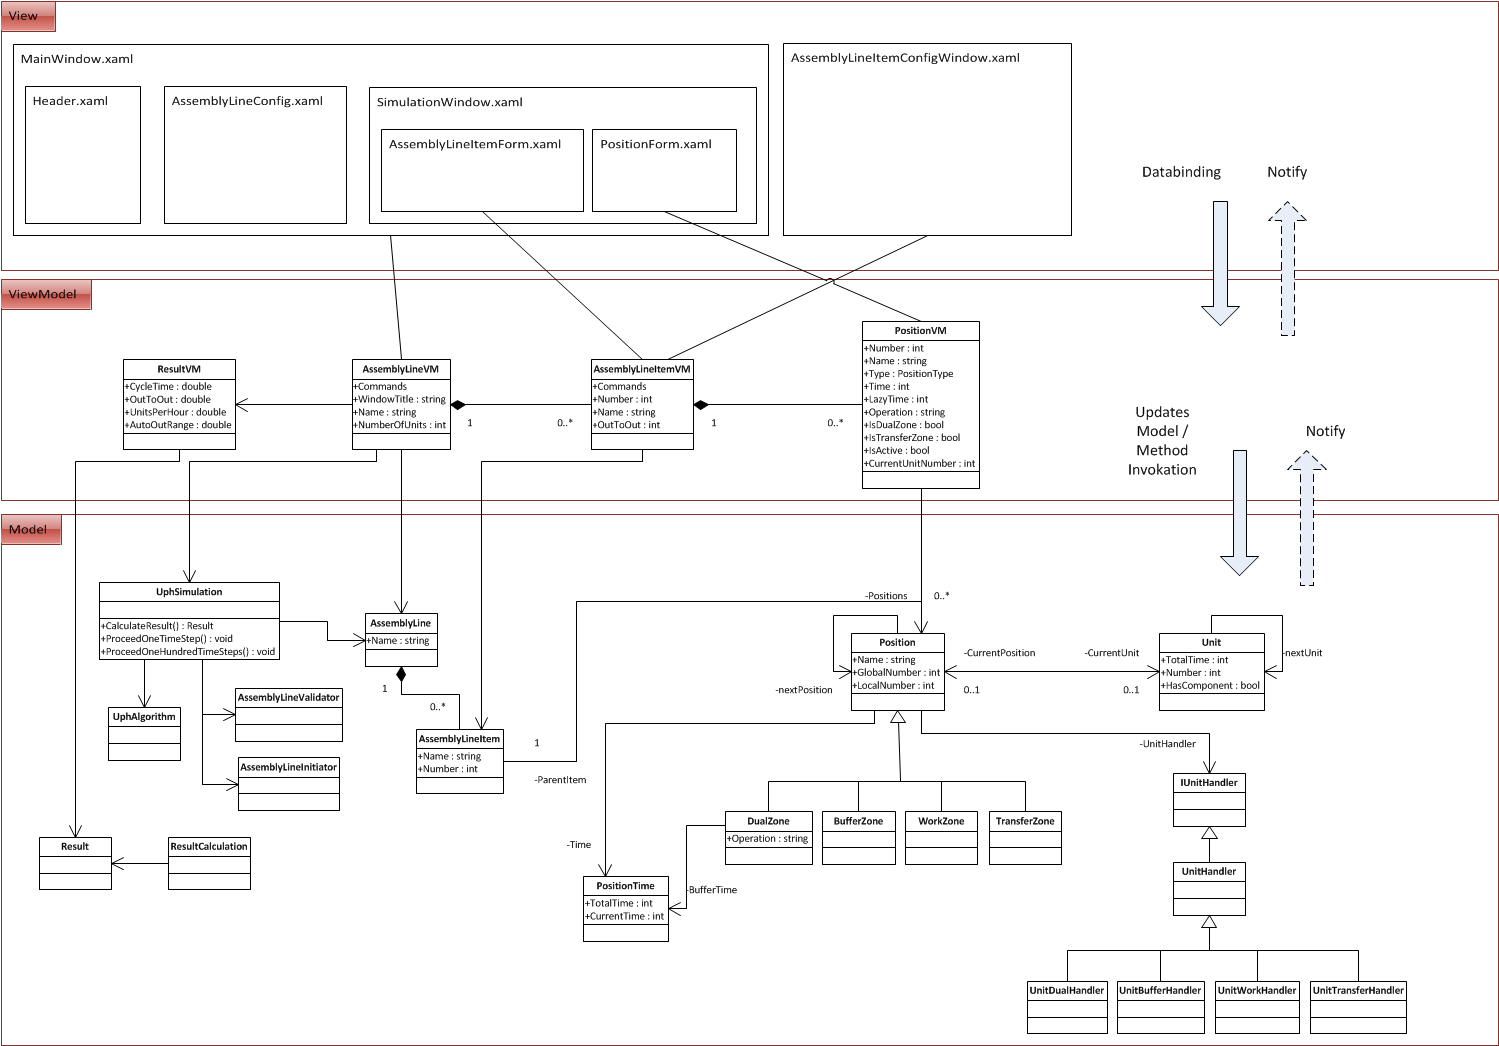 View
MainWindow.xaml
AssemblyLineItemConfigWindow.xaml
Header.xaml
AssemblyLineConfig.xaml
SimulationWindow.xaml
AssemblyLineItemForm.xaml
PositionForm.xaml
Databinding
Notify
ViewModel
ResultVM
+CycleTime : double
+OutToOut : double
+UnitsPerHour : double
+AutoOutRange : double
AssemblyLineVM
+Commands
+WindowTitle : string
+Name : string
+NumberOfUnits : int
1
0..*
AssemblyLineItemVM
+Commands
+Number : int
+Name : string
+OutToOut : int
1
0..*
PositionVM
+Number : int
+Name : string
+Type : PositionType
+Time : int
+LazyTime : int
+Operation : string
+IsDualZone : bool
+IsTransferZone : bool
+IsActive : bool
+CurrentUnitNumber : int
Updates
Model /
Method
Invokation
Notify
Model
UphSimulation
+CalculateResult() : Result
+ProceedOneTimeStep() : void
+ProceedOneHundredTimeSteps() : void
AssemblyLine
+Name : string
1
0..*
UphAlgorithm
AssemblyLineValidator
AssemblyLineInitiator
AssemblyLineItem
+Name : string
+Number : int
1
-ParentItem
-Positions
0..*
Position
+Name : string
+GlobalNumber : int
+LocalNumber : int
-nextPosition
-CurrentPosition
0..1
-CurrentUnit
0..1
Unit
+TotalTime : int
+Number : int
+HasComponent : bool
-nextUnit
-UnitHandler
IUnitHandler
UnitHandler
DualZone
+Operation : string
BufferZone
WorkZone
TransferZone
-Time
-BufferTime
PositionTime
+TotalTime : int
+CurrentTime : int
Result
ResultCalculation
UnitDualHandler
UnitBufferHandler
UnitWorkHandler
UnitTransferHandler